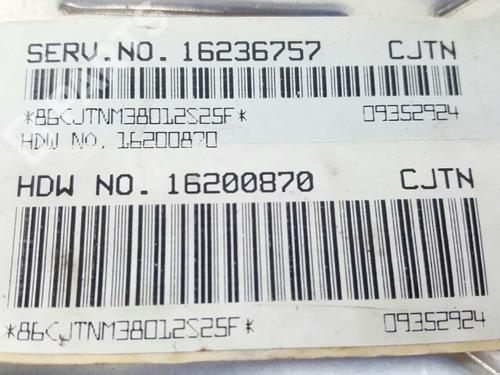 SERV.NO. 16236757 CJTN
*86CJTNM38012S25F* 09352924
HDW NO. 16200870
HDW NO. 16200870 CJTN
*86CJTNM38012S25F* 09352924